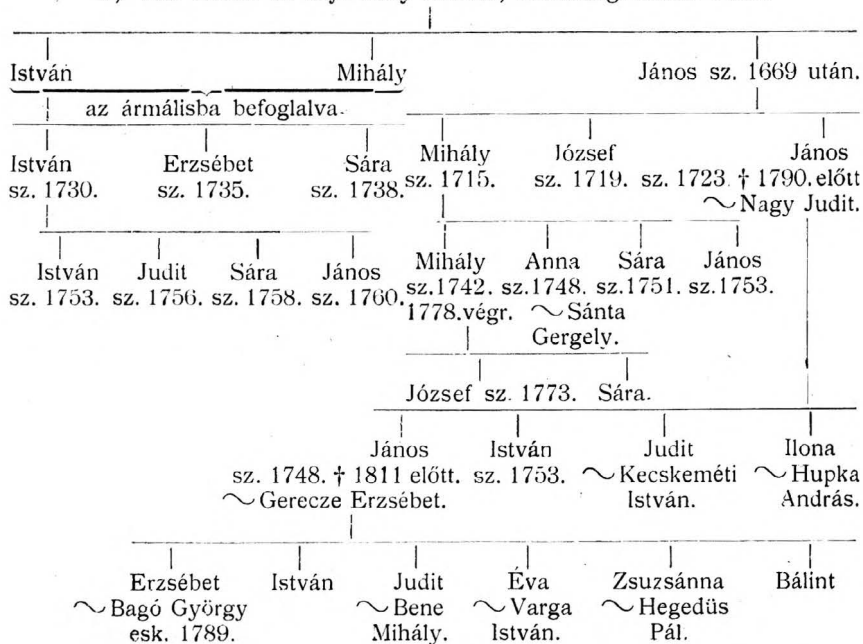 István Mihály János sz. 1669 után.
az ármálisba befoglalva.
István Erzsébet Sára Mihály József János
sz. 1730. sz. 1735. sz. 1738. sz. 1715. sz. 1719. sz. 1723. † 1790. előtt
~ Nagy Judit.
István Judit Sára János Mihály Anna Sára János
sz. 1753. sz. 1756. sz. 1758. sz. 1760. sz. 1742. sz. 1748. sz. 1751. sz. 1753.
1778. végr. ~ Sánta
Gergely.
József sz. 1773. Sára.
János István Judit Ilona
sz. 1748. † 1811 előtt. sz. 1753. ~ Kecskeméti ~ Hupka
~ Gerecze Erzsébet. István. András.
Erzsébet István Judit Éva Zsuzsánna Bálint
~ Bagó György ~ Bene ~ Varga ~ Hegedüs
esk. 1789. Mihály. István. Pál.